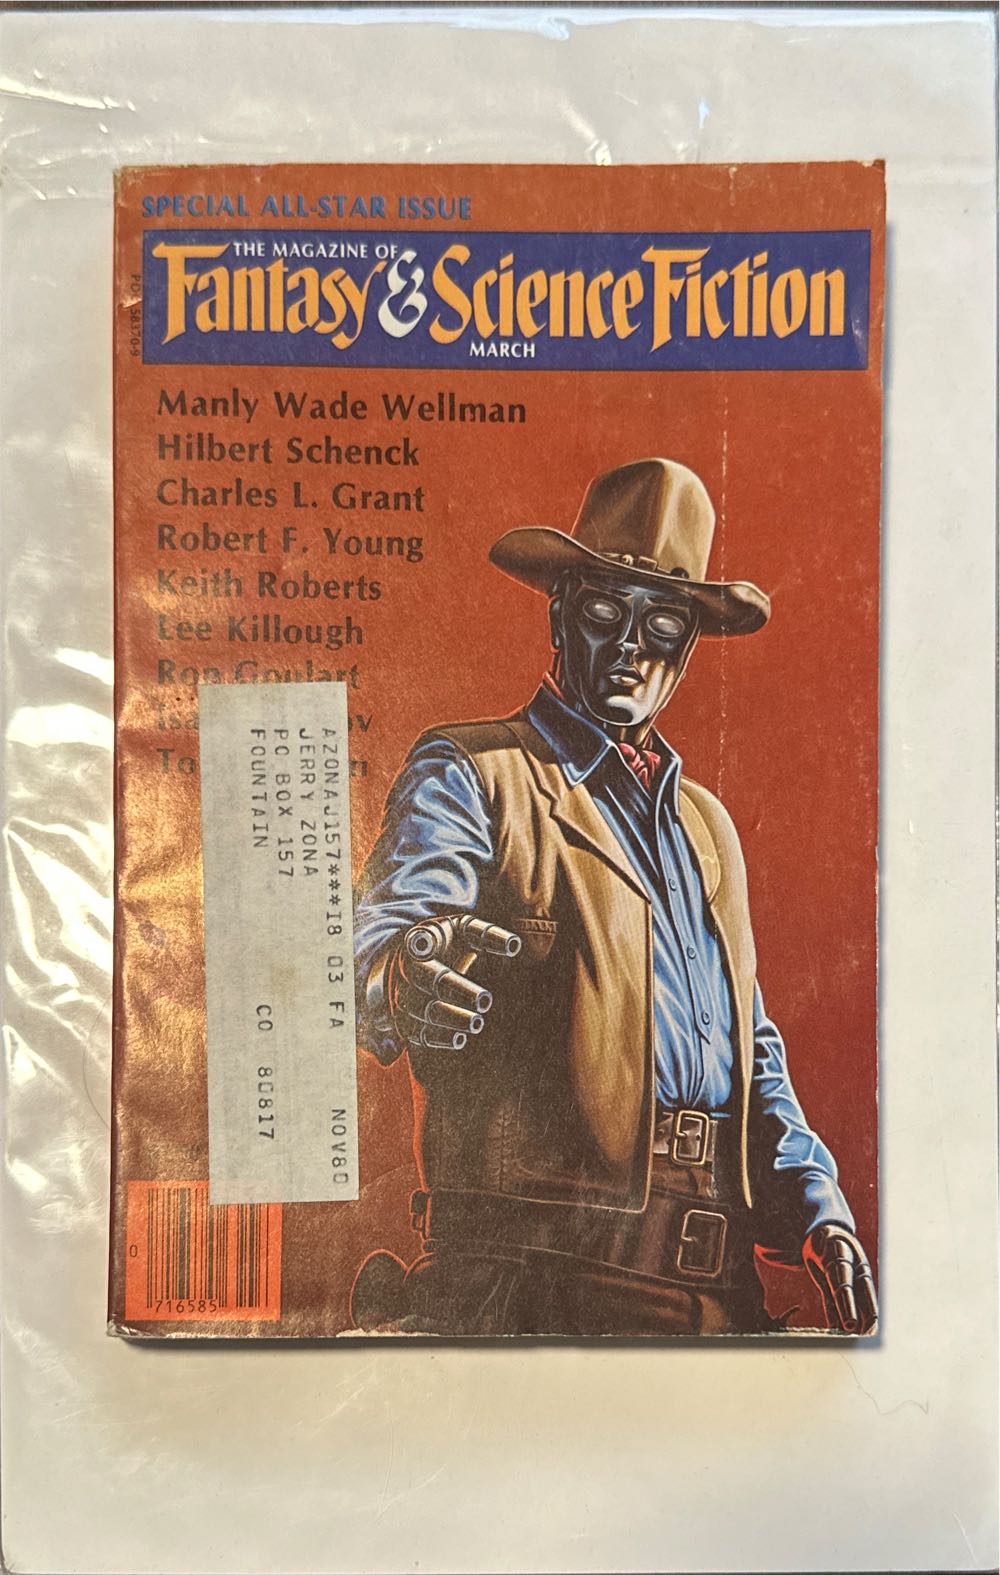 SPECIAL ALL-STAR ISSUE
THE MAGAZINE OF
Fantasy & Science Fiction
MARCH
Manly Wade Wellman
Hilbert Schenck
Charles L. Grant
Robert F. Young
Keith Roberts
Lee Killough
Ron Goulart
AZONAJ157***I8 03 FA NOV80
JERRY ZONA
PO BOX 157
FOUNTAIN CO 80817
0
716585